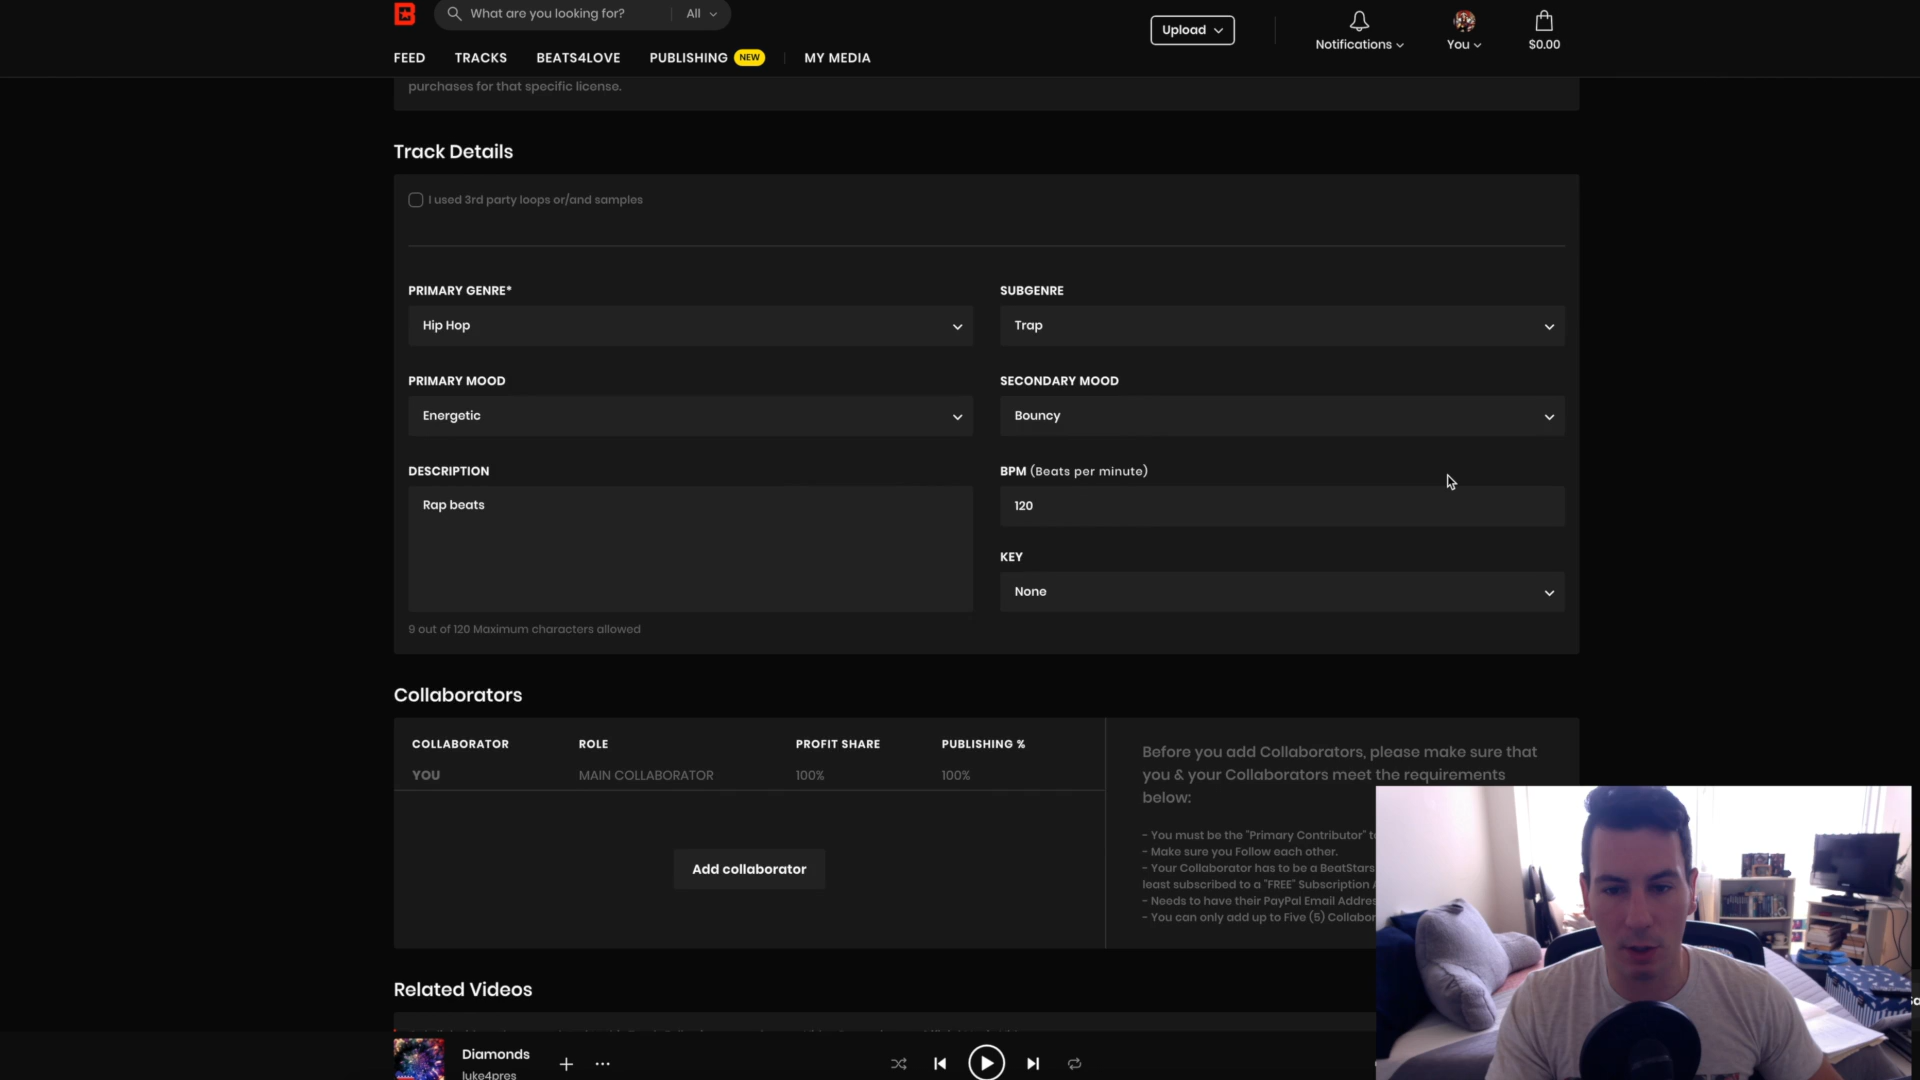 What are you looking for? All
Upload
Notifications
You
$0.00
FEED TRACKS BEATS4LOVE PUBLISHING NEW MY MEDIA
purchases for that specific license.
Track Details
I used 3rd party loops or/and samples
PRIMARY GENRE* SUBGENRE
Hip Hop Trap
PRIMARY MOOD SECONDARY MOOD
Energetic Bouncy
DESCRIPTION BPM (Beats per minute)
Rap beats 120
KEY
None
9 out of 120 Maximum characters allowed
Collaborators
COLLABORATOR ROLE PROFIT SHARE PUBLISHING %
YOU MAIN COLLABORATOR 100% 100%
Add collaborator
Before you add Collaborators, please make sure that
you & your Collaborators meet the requirements
below:
- You must be the "Primary Contributor"
- Make sure you Follow each other.
- Your Collaborator has to be a BeatStars
least subscribed to a "FREE" Subscription
- Needs to have their PayPal Email
- You can only add up to Five (5)
Related Videos
Diamonds
luke4pres